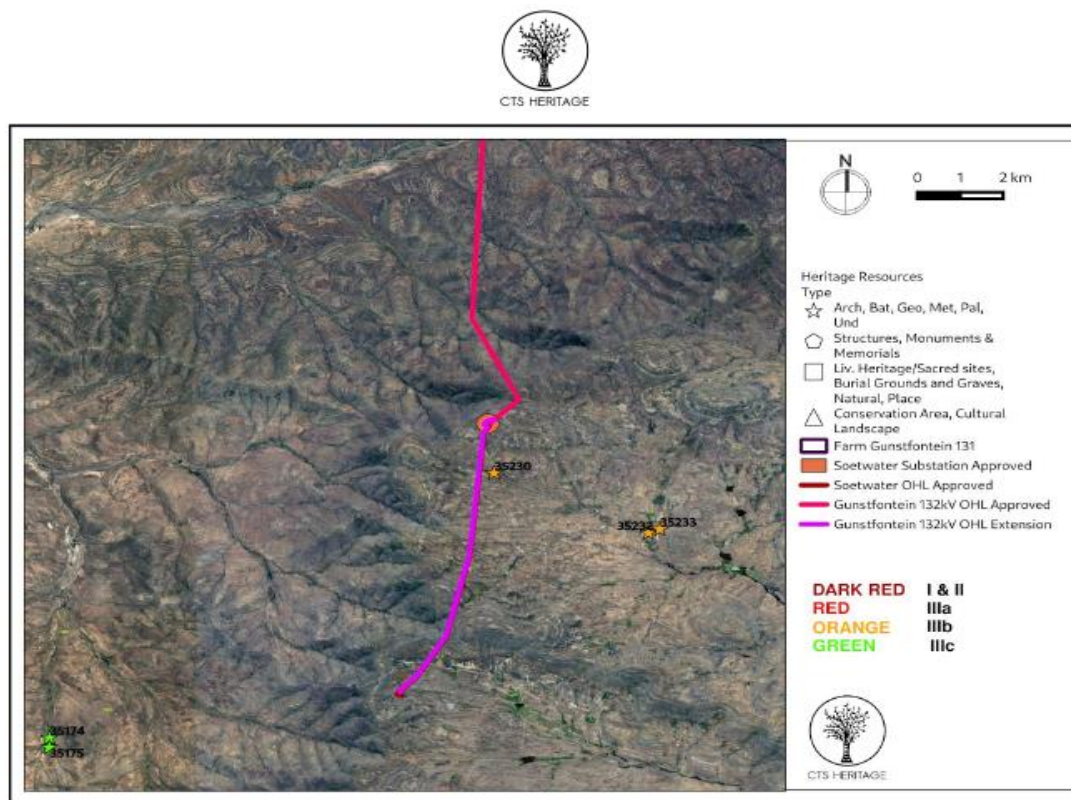 CTS HERITAGE
N
0 1 2 km
Heritage Resources
Type
Arch, Bat, Geo, Met, Pal,
Und
Structures, Monuments &
Memorials
Liv. Heritage/Sacred sites,
Burial Grounds and Graves,
Natural, Place
Conservation Area, Cultural
Landscape
Farm Gunstfontein 131
Soetwater Substation Approved
Soetwater OHL Approved
Gunstfontein 132kV OHL Approved
Gunstfontein 132kV OHL Extension
35230
35232 35233
DARK RED I & II
RED IIIa
ORANGE IIIb
GREEN IIIc
35174
35175
CTS HERITAGE